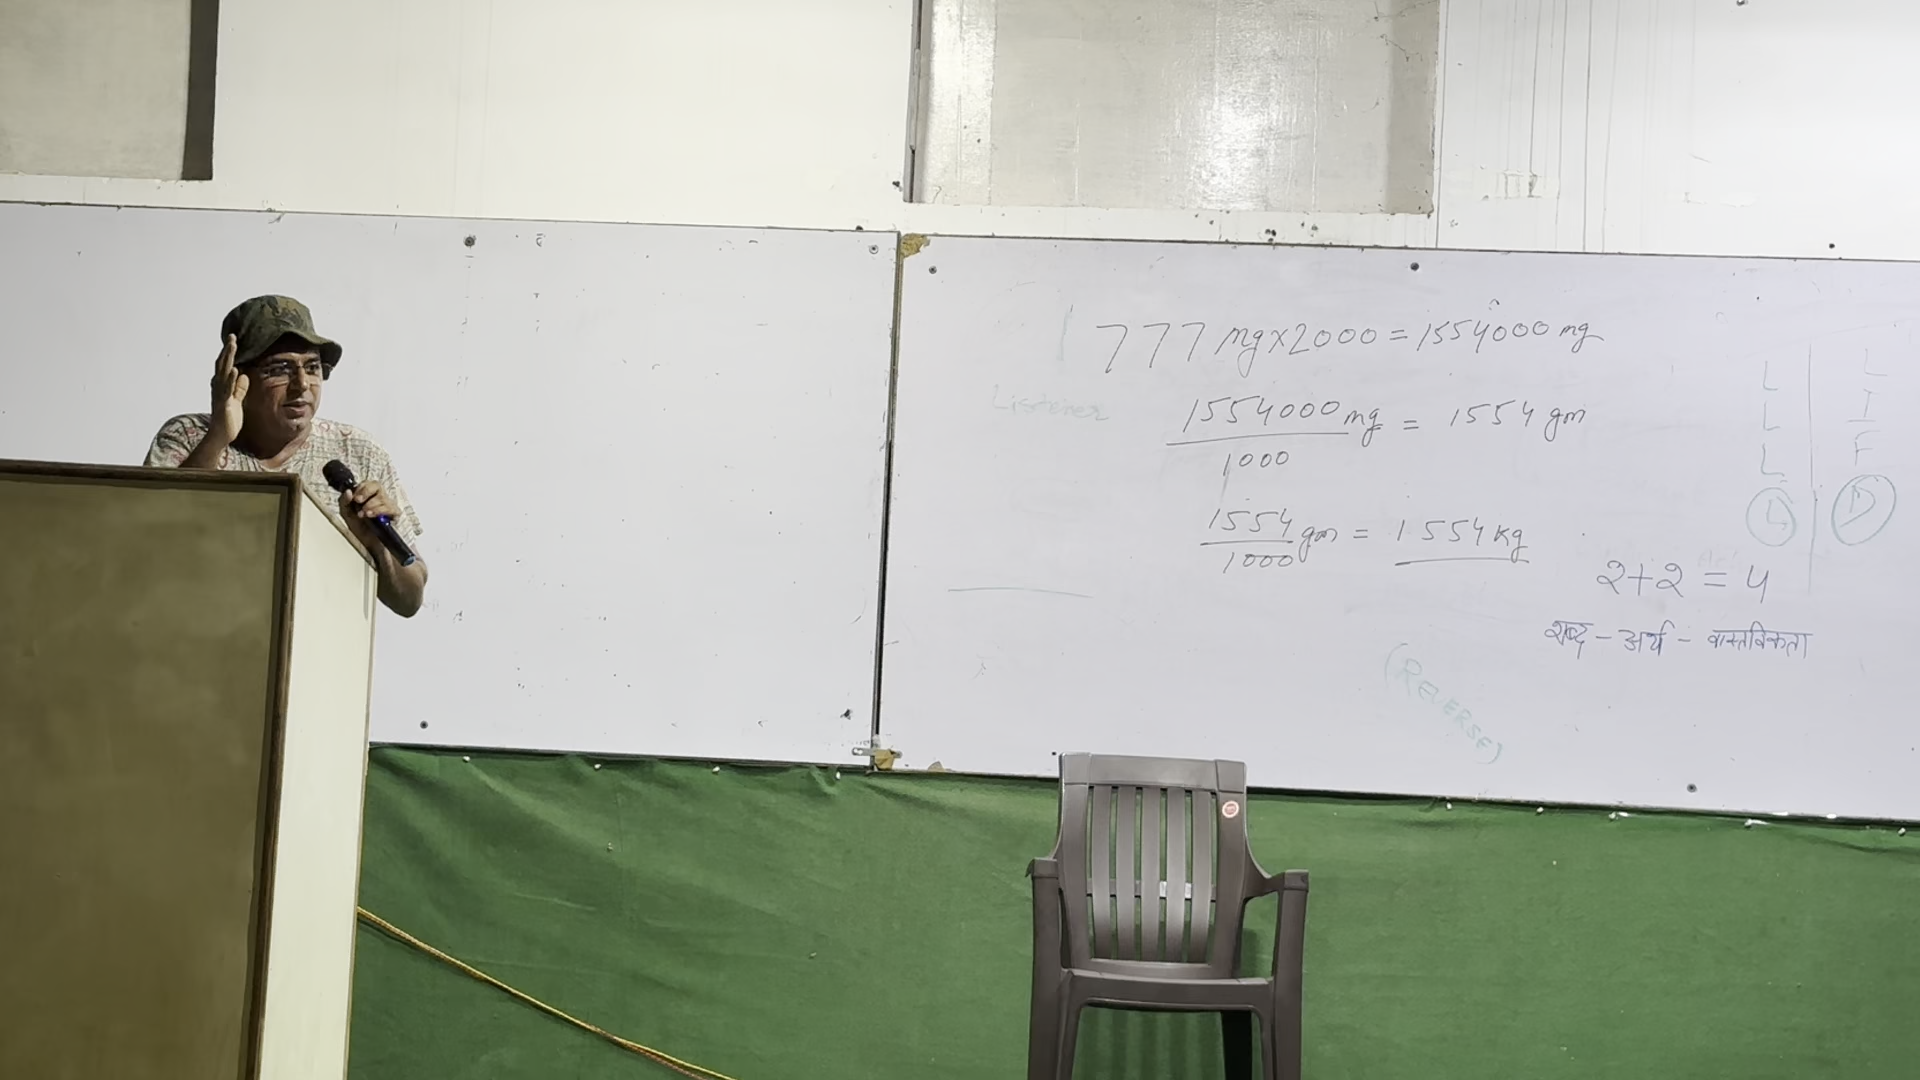 777 mg x 2000 = 1554000 mg
Listener
1554000 mg = 1554 gm
1000
1554 gm = 1 554 kg
1000
L L
L I
L F
L D
2+2 = 4
शब्द - अर्थ - वास्तविकता
(REVERSE)